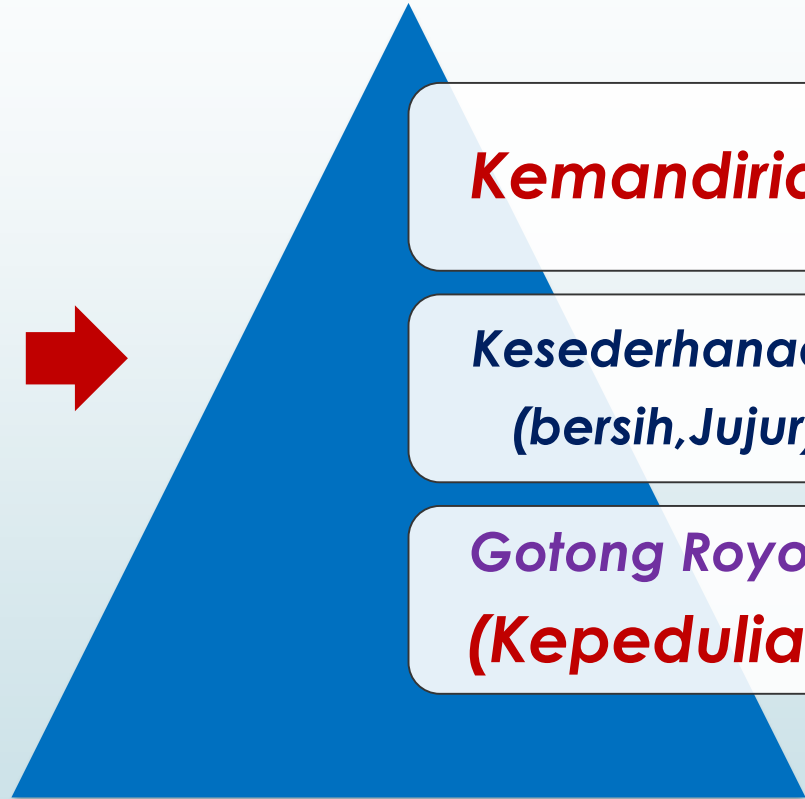 Kemandiria
Kesederhanaa
(bersih,Jujur)
Gotong Royo
(Kepedulia